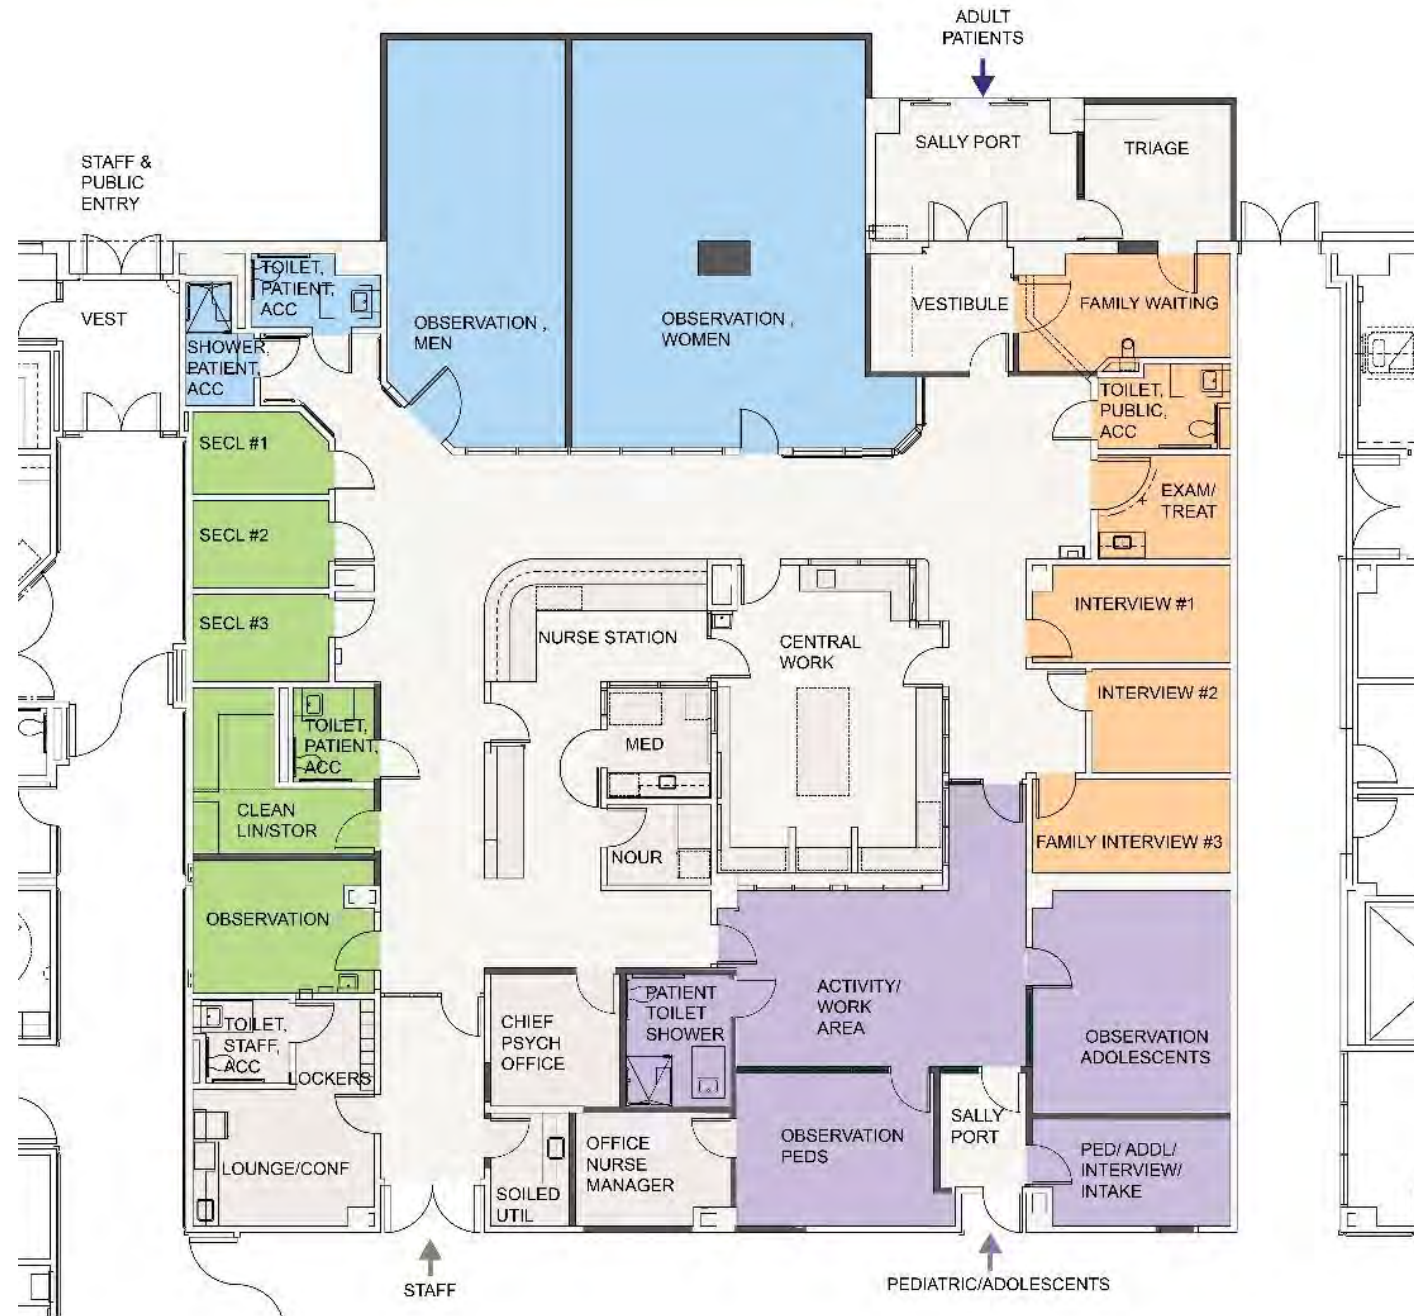 ADULT
PATIENTS
SALLY PORT
TRIAGE
STAFF &
PUBLIC
ENTRY
VEST
TOILET,
PATIENT,
ACC
SHOWER,
PATIENT,
ACC
OBSERVATION ,
MEN
OBSERVATION ,
WOMEN
VESTIBULE
FAMILY WAITING
TOILET,
PUBLIC,
ACC
SECL #1
SECL #2
SECL #3
EXAM/
TREAT
INTERVIEW #1
INTERVIEW #2
FAMILY INTERVIEW #3
NURSE STATION
CENTRAL
WORK
MED
NOUR
TOILET,
PATIENT,
ACC
CLEAN
LIN/STOR
OBSERVATION
TOILET,
STAFF,
ACC
LOCKERS
LOUNGE/CONF
CHIEF
PSYCH
OFFICE
PATIENT
TOILET
SHOWER
ACTIVITY/
WORK
AREA
OBSERVATION
ADOLESCENTS
SOILED
UTIL
OFFICE
NURSE
MANAGER
OBSERVATION
PEDS
SALLY
PORT
PED/ ADDL/
INTERVIEW/
INTAKE
STAFF
PEDIATRIC/ADOLESCENTS